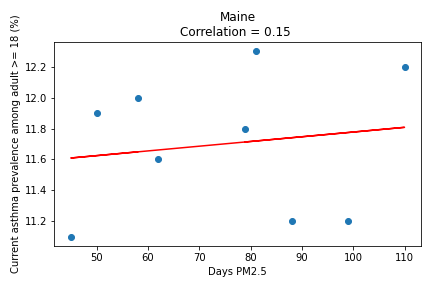 Maine
Correlation = 0.15
Current asthma prevalence among adult >= 18 (%)
12.2
12.0
11.8
11.6
11.4
11.2
50 60 70 80 90 100 110
Days PM2.5